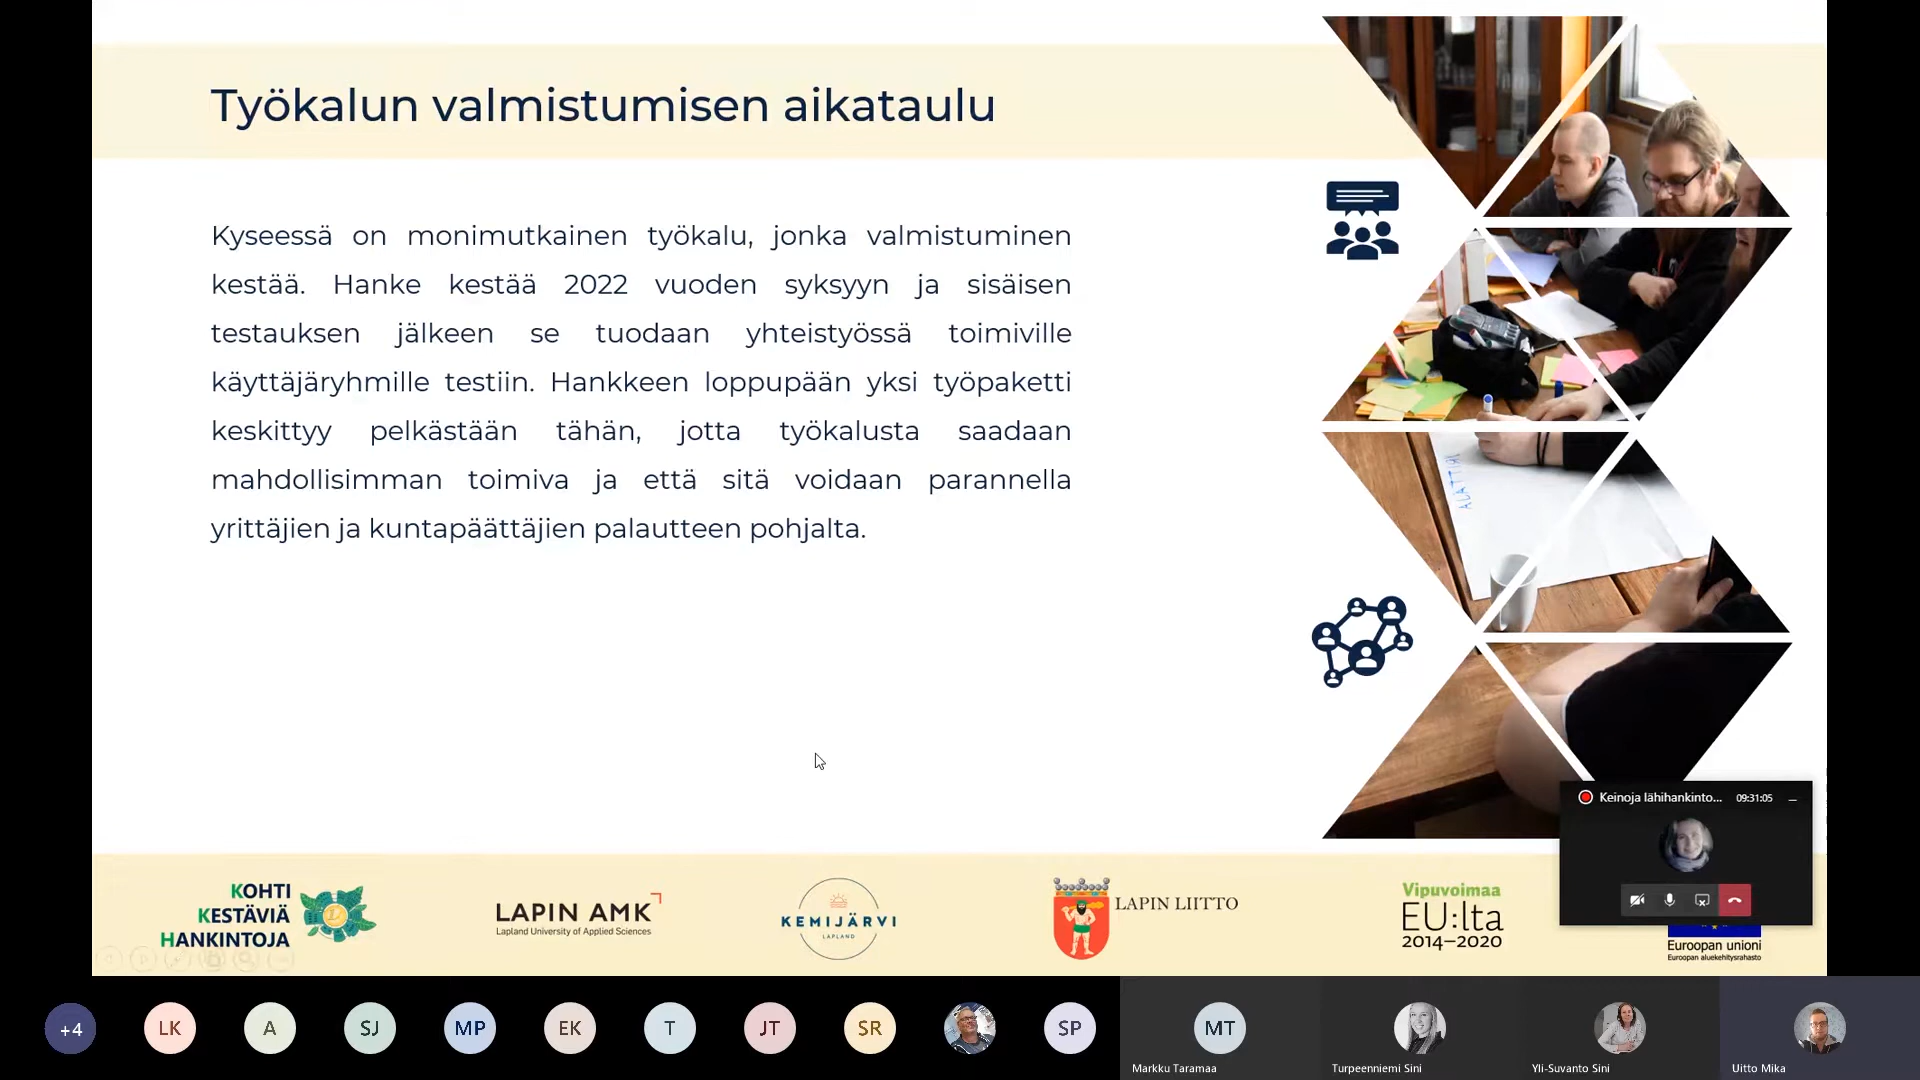 Työkalun valmistumisen aikataulu
Kyseessä on monimutkainen työkalu, jonka valmistuminen
kestää. Hanke kestää 2022 vuoden syksyyn ja sisäisen
testauksen jälkeen se tuodaan yhteistyössä toimiville
käyttäjäryhmille testiin. Hankkeen loppupään yksi työpaketti
keskittyy pelkästään tähän, jotta työkalusta saadaan
mahdollisimman toimiva ja että sitä voidaan parannella
yrittäjien ja kuntapäättäjien palautteen pohjalta.
Keinoja lähihankinto... 09:31:05
KOHTI
KESTÄVIÄ
HANKINTOJA
LAPIN AMK
Lapland University of Applied Sciences
KEMIJÄRVI
LAPLAND
LAPIN LIITTO
Vipuvoimaa
EU:lta
2014–2020
Euroopan unioni
Euroopan aluekehitysrahasto
+4 LK A SJ MP EK T JT SR SP MT
Markku Taramaa Turpeenniemi Sini Yli-Suvanto Sini Uitto Mika